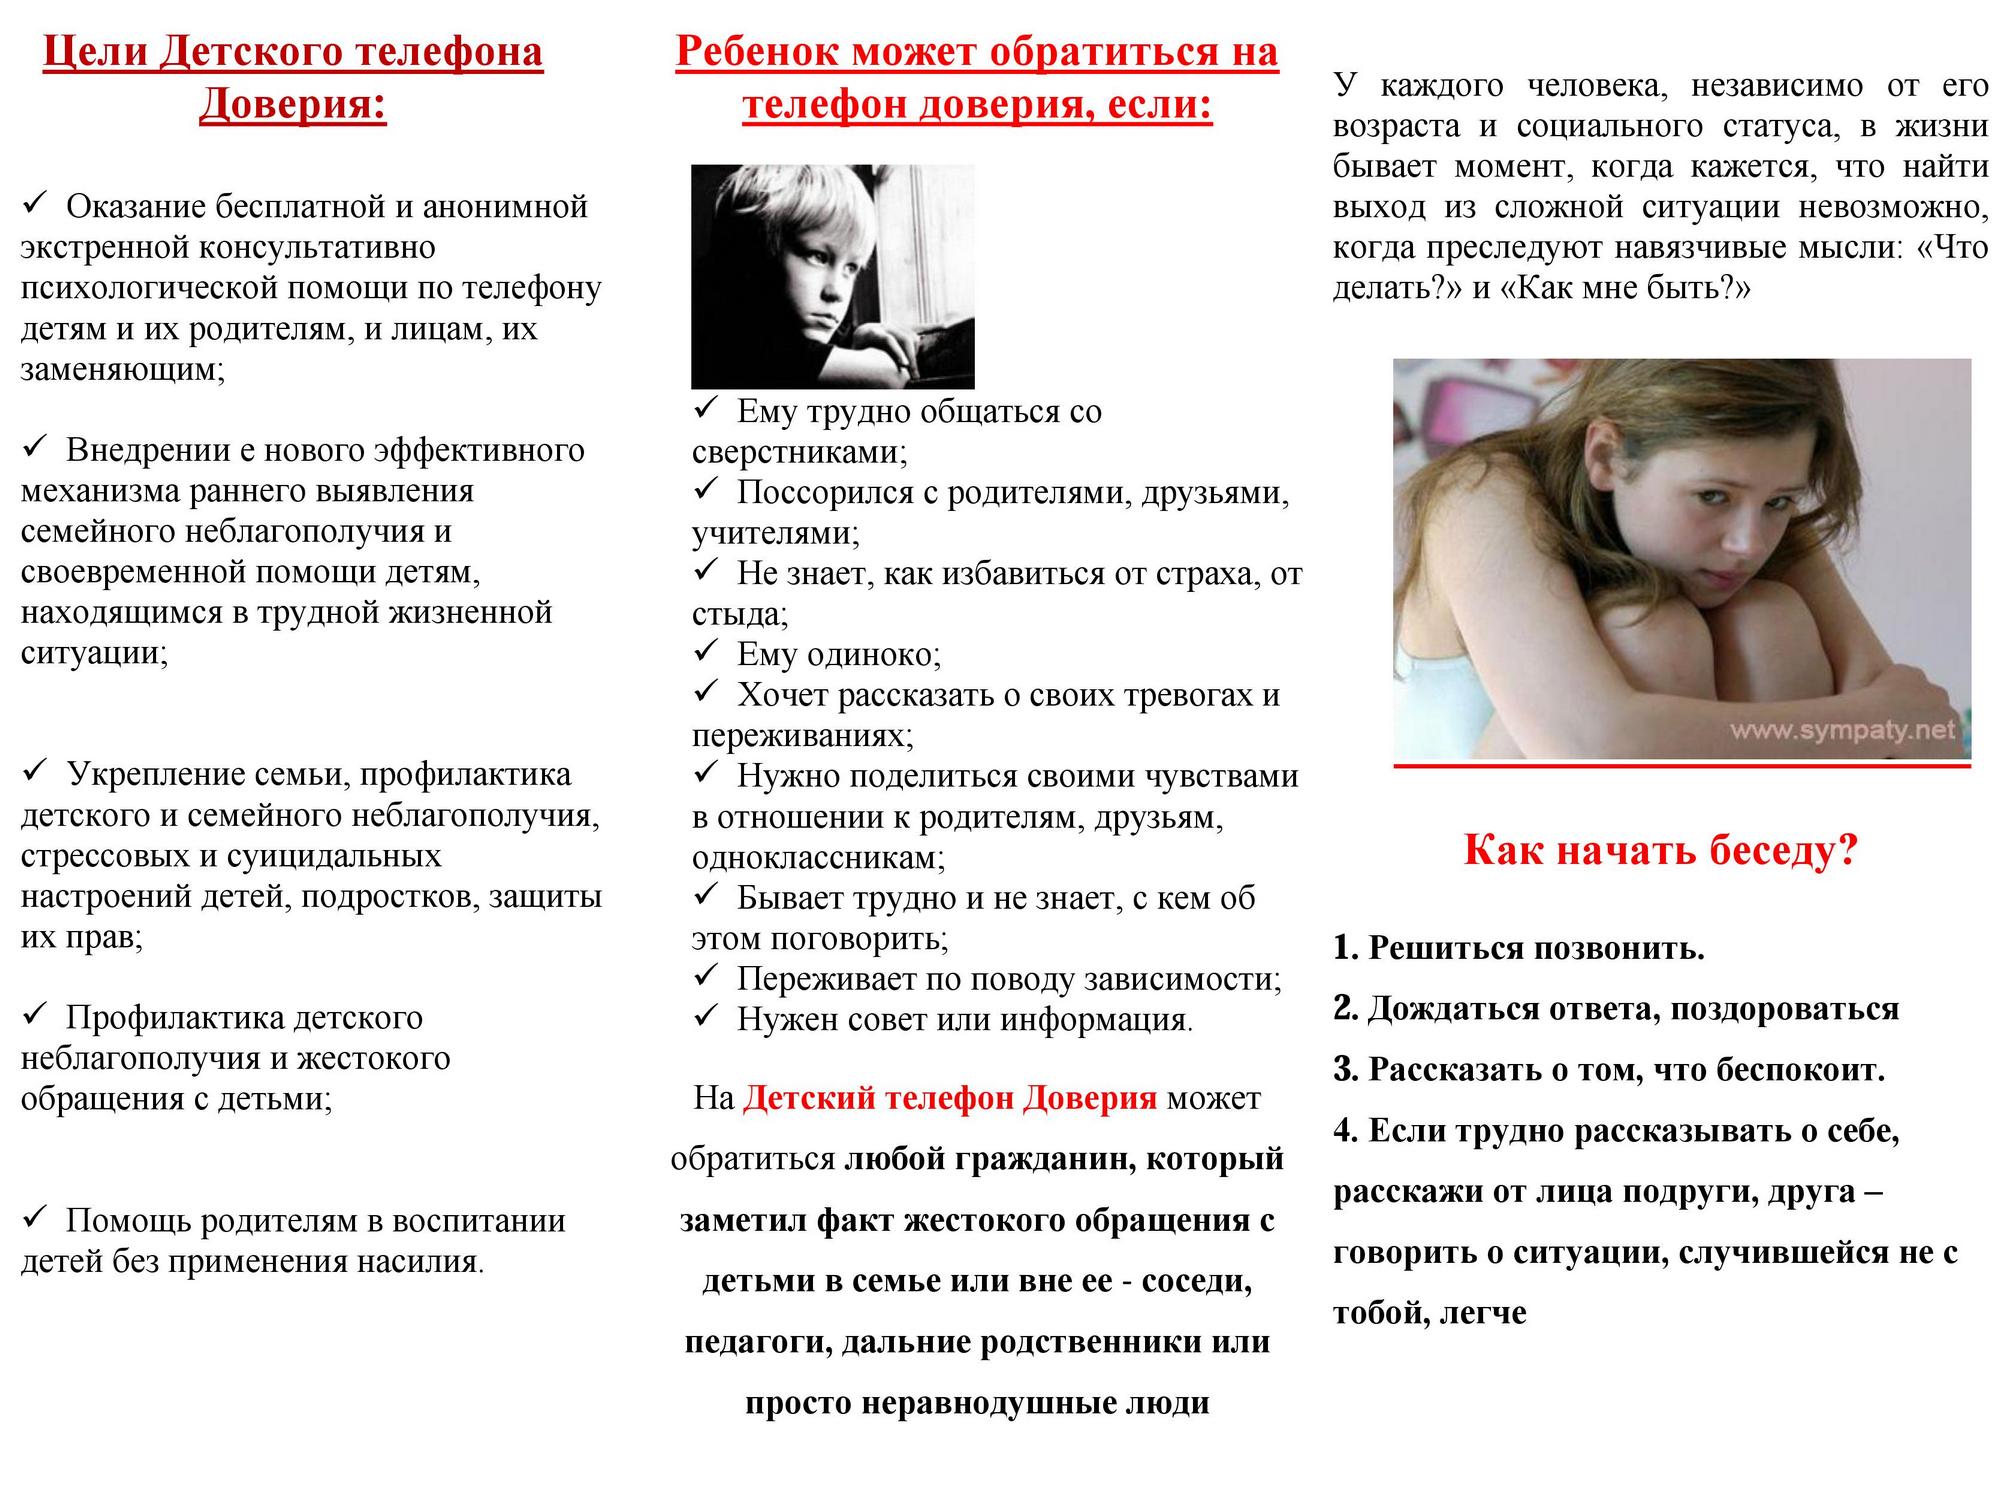 Цели Детского телефона
Доверия:
✓ Оказание бесплатной и анонимной
экстренной консультативно
психологической помощи по телефону
детям и их родителям, и лицам, их
заменяющим;
✓ Внедрении е нового эффективного
механизма раннего выявления
семейного неблагополучия и
своевременной помощи детям,
находящимся в трудной жизненной
ситуации;
✓ Укрепление семьи, профилактика
детского и семейного неблагополучия,
стрессовых и суицидальных
настроений детей, подростков, защиты
их прав;
✓ Профилактика детского
неблагополучия и жестокого
обращения с детьми;
✓ Помощь родителям в воспитании
детей без применения насилия.
Ребенок может обратиться на
телефон доверия, если:
✓ Ему трудно общаться со
сверстниками;
✓ Поссорился с родителями, друзьями,
учителями;
✓ Не знает, как избавиться от страха, от
стыда;
✓ Ему одиноко;
✓ Хочет рассказать о своих тревогах и
переживаниях;
✓ Нужно поделиться своими чувствами
в отношении к родителям, друзьям,
одноклассникам;
✓ Бывает трудно и не знает, с кем об
этом поговорить;
✓ Переживает по поводу зависимости;
✓ Нужен совет или информация.
На Детский телефон Доверия может
обратиться любой гражданин, который
заметил факт жестокого обращения с
детьми в семье или вне ее - соседи,
педагоги, дальние родственники или
просто неравнодушные люди
У каждого человека, независимо от его
возраста и социального статуса, в жизни
бывает момент, когда кажется, что найти
выход из сложной ситуации невозможно,
когда преследуют навязчивые мысли: «Что
делать?» и «Как мне быть?»
www.sympaty.net
Как начать беседу?
1. Решиться позвонить.
2. Дождаться ответа, поздороваться
3. Рассказать о том, что беспокоит.
4. Если трудно рассказывать о себе,
расскажи от лица подруги, друга –
говорить о ситуации, случившейся не с
тобой, легче